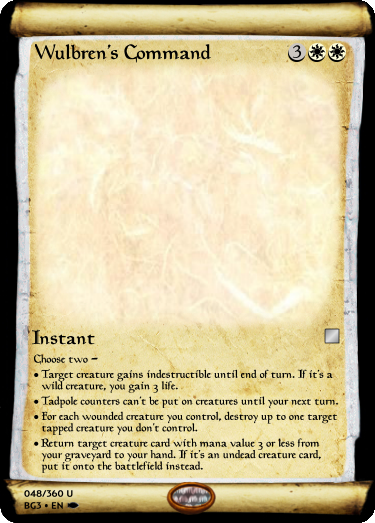 Wulbren's Command 3
Instant
Choose two –
• Target creature gains indestructible until end of turn. If it's a
wild creature, you gain 3 life.
• Tadpole counters can't be put on creatures until your next turn.
• For each wounded creature you control, destroy up to one target
tapped creature you don't control.
• Return target creature card with mana value 3 or less from
your graveyard to your hand. If it's an undead creature card,
put it onto the battlefield instead.
048/360 U
BG3 • EN